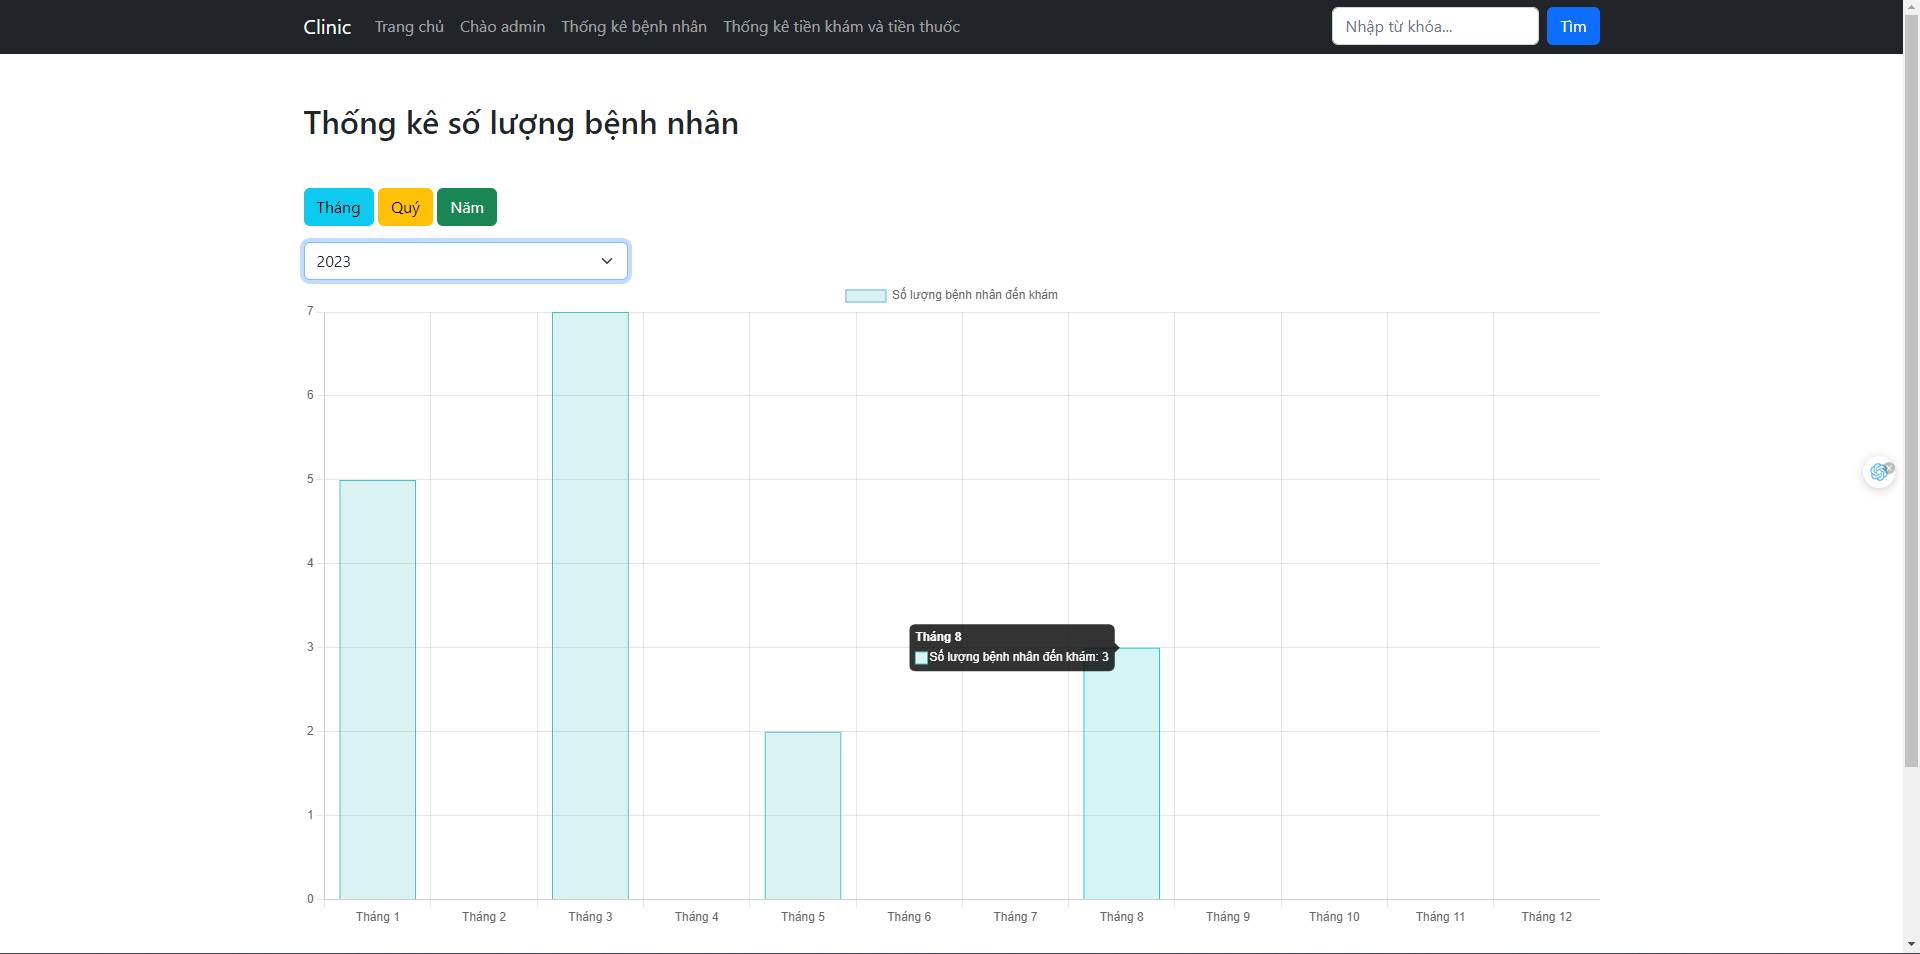 Clinic Trang chủ Chào admin Thống kê bệnh nhân Thống kê tiền khám và tiền thuốc Nhập từ khóa... Tìm
Thống kê số lượng bệnh nhân
Tháng Quý Năm
2023
Số lượng bệnh nhân đến khám
7
6
5
4
3
2
1
0
Tháng 8
Số lượng bệnh nhân đến khám: 3
Tháng 1 Tháng 2 Tháng 3 Tháng 4 Tháng 5 Tháng 6 Tháng 7 Tháng 8 Tháng 9 Tháng 10 Tháng 11 Tháng 12